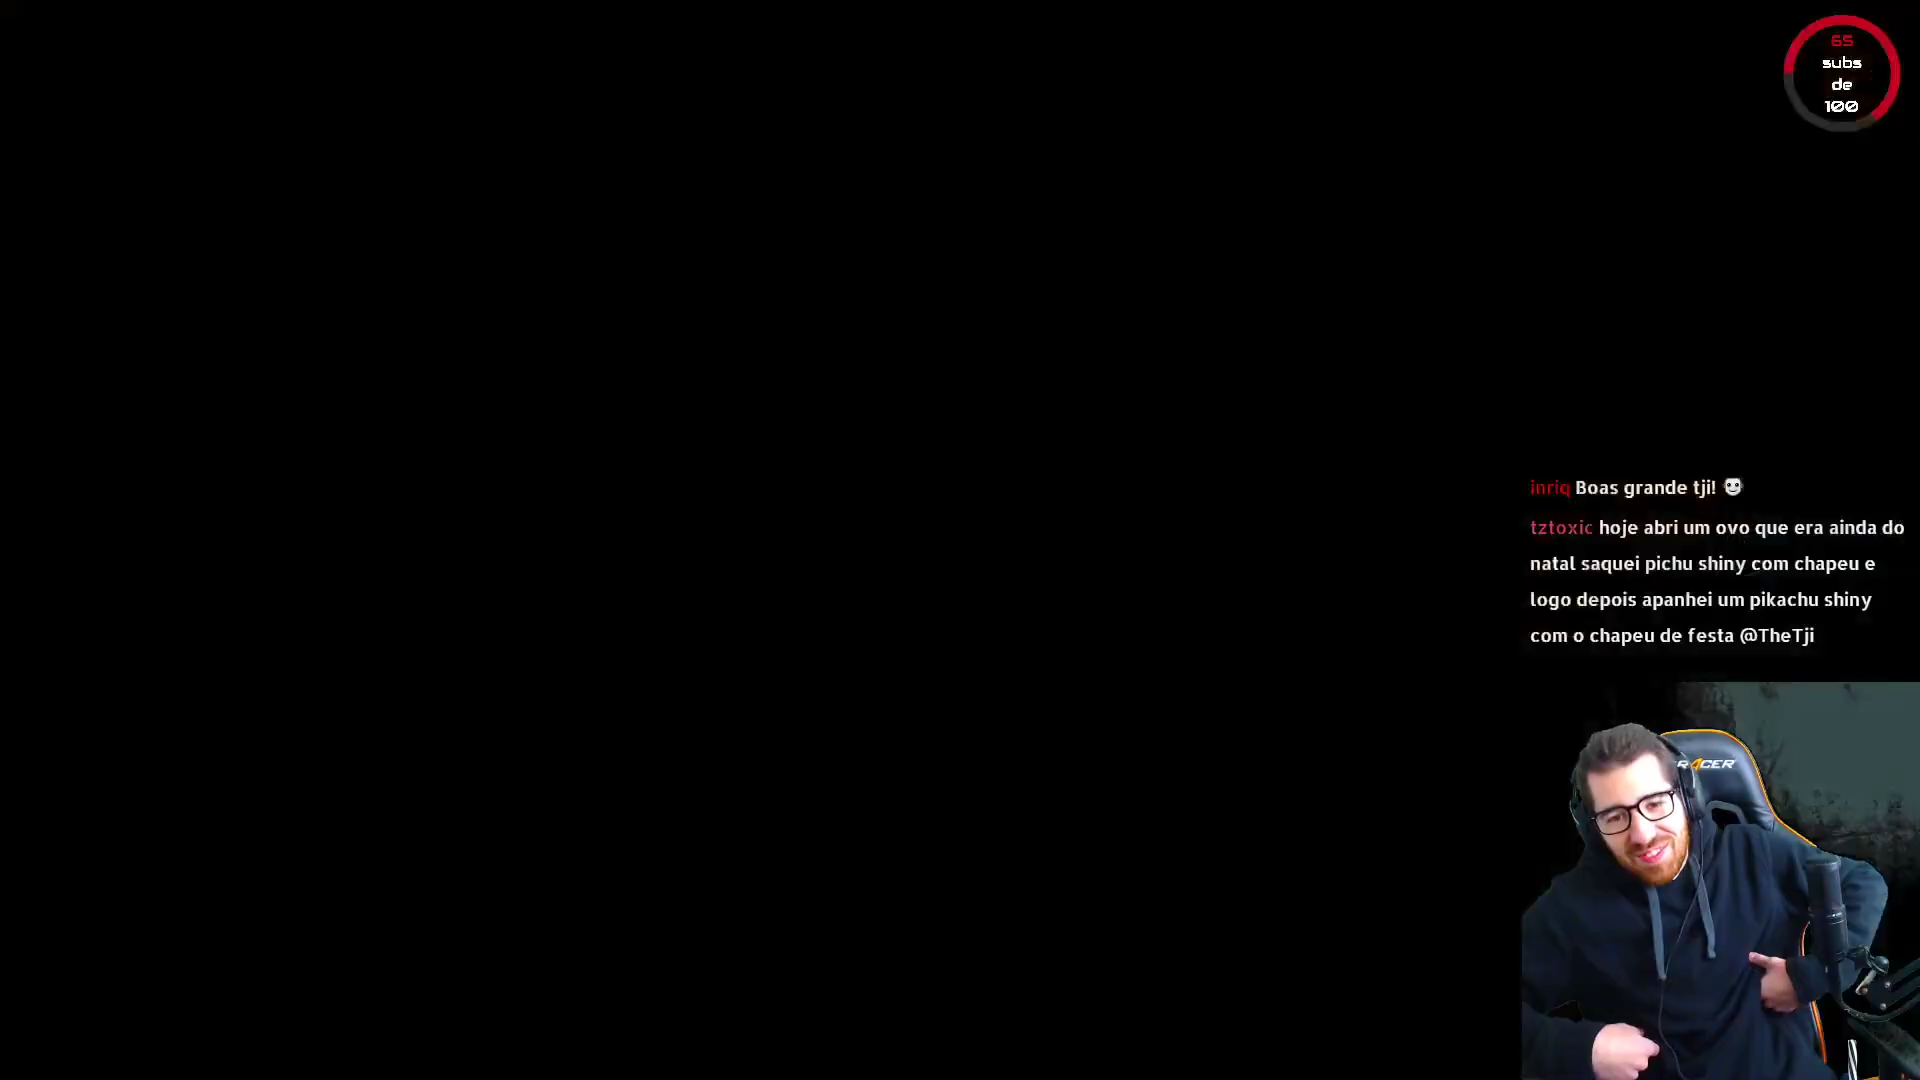 65
subs
de
100
inriq Boas grande tji!
tztoxic hoje abri um ovo que era ainda do
natal saquei pichu shiny com chapeu e
logo depois apanhei um pikachu shiny
com o chapeu de festa @TheTji
R4CER